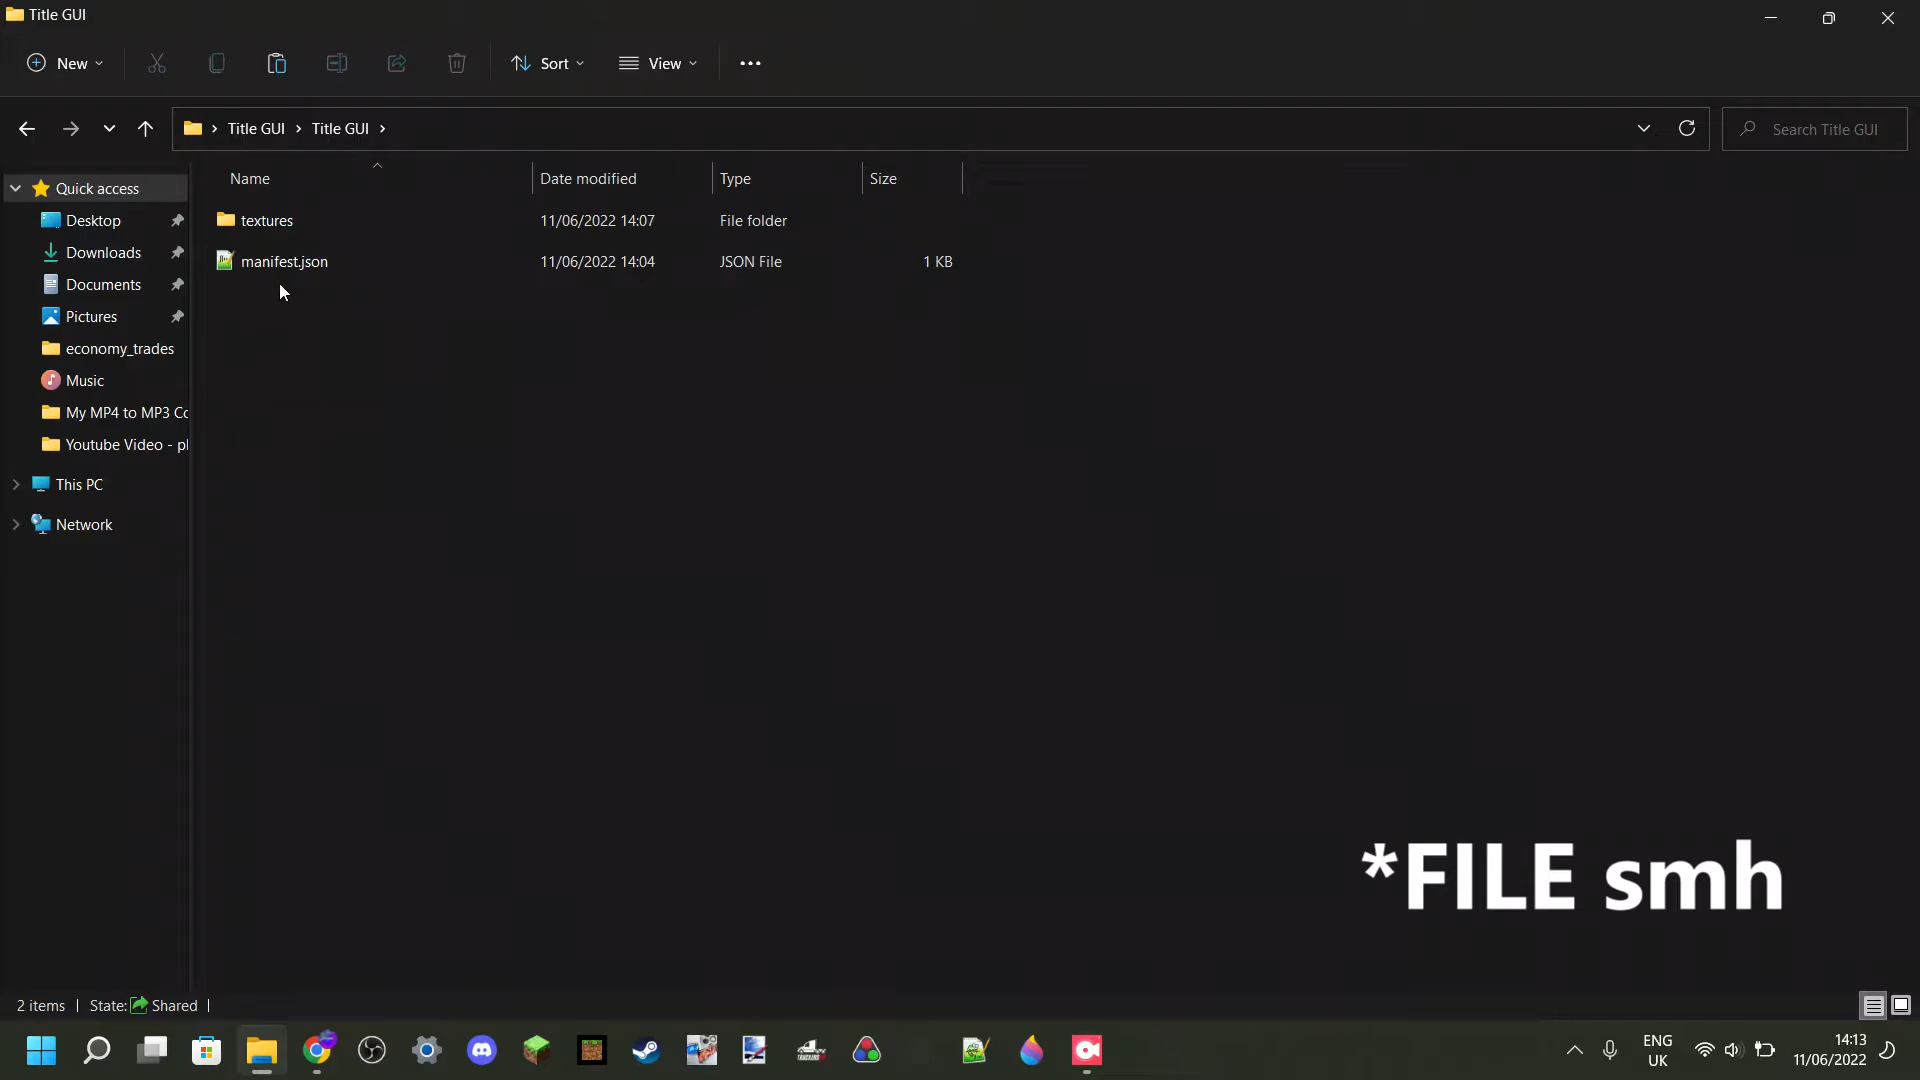 Title GUI
New
Sort
View
Title GUI > Title GUI >
Search Title GUI
Name
Date modified
Type
Size
Quick access
Desktop
Downloads
Documents
Pictures
economy_trades
Music
My MP4 to MP3 Cc
Youtube Video - pl
This PC
Network
textures
11/06/2022 14:07
File folder
manifest.json
11/06/2022 14:04
JSON File
1 KB
*FILE smh
2 items
State: Shared
ENG
UK
14:13
11/06/2022